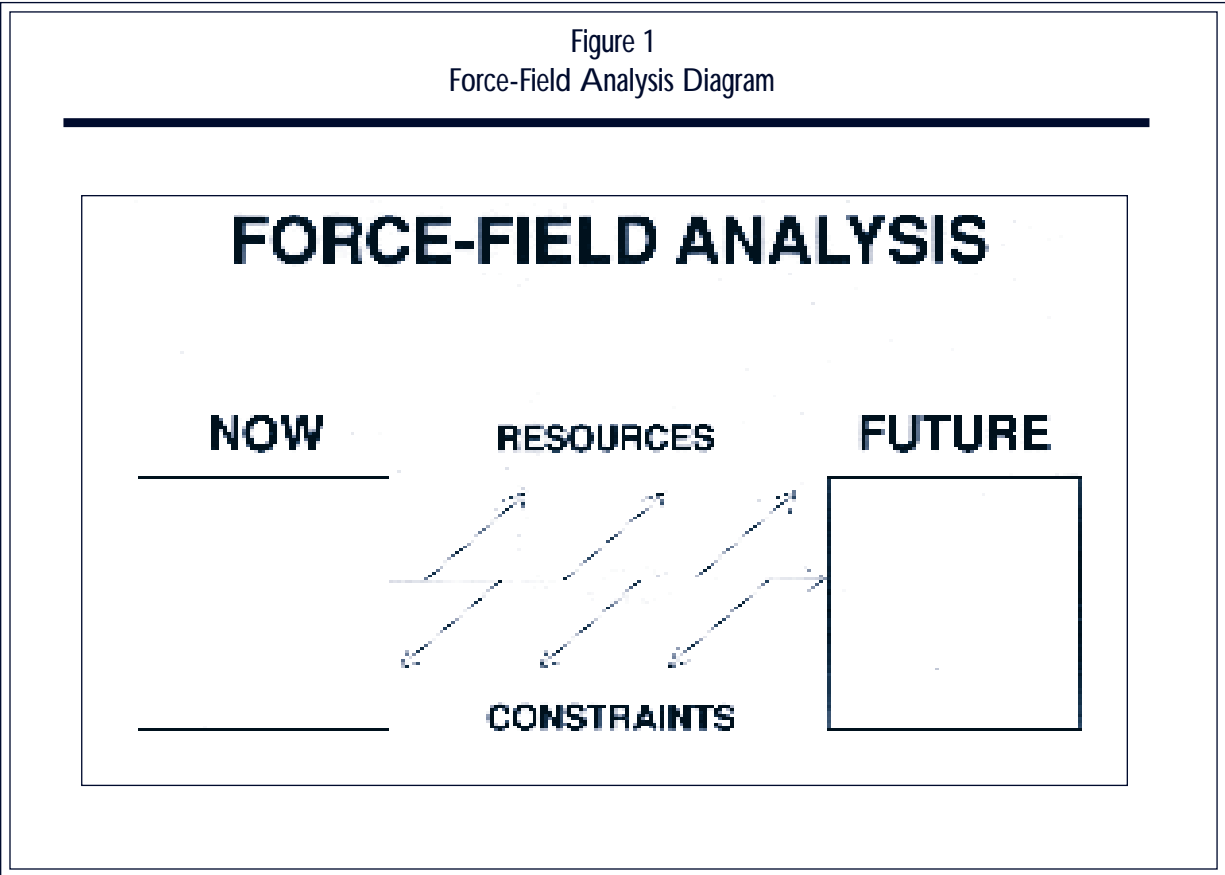 Figure 1
Force-Field Analysis Diagram
FORCE-FIELD ANALYSIS
NOW
RESOURCES
FUTURE
CONSTRAINTS